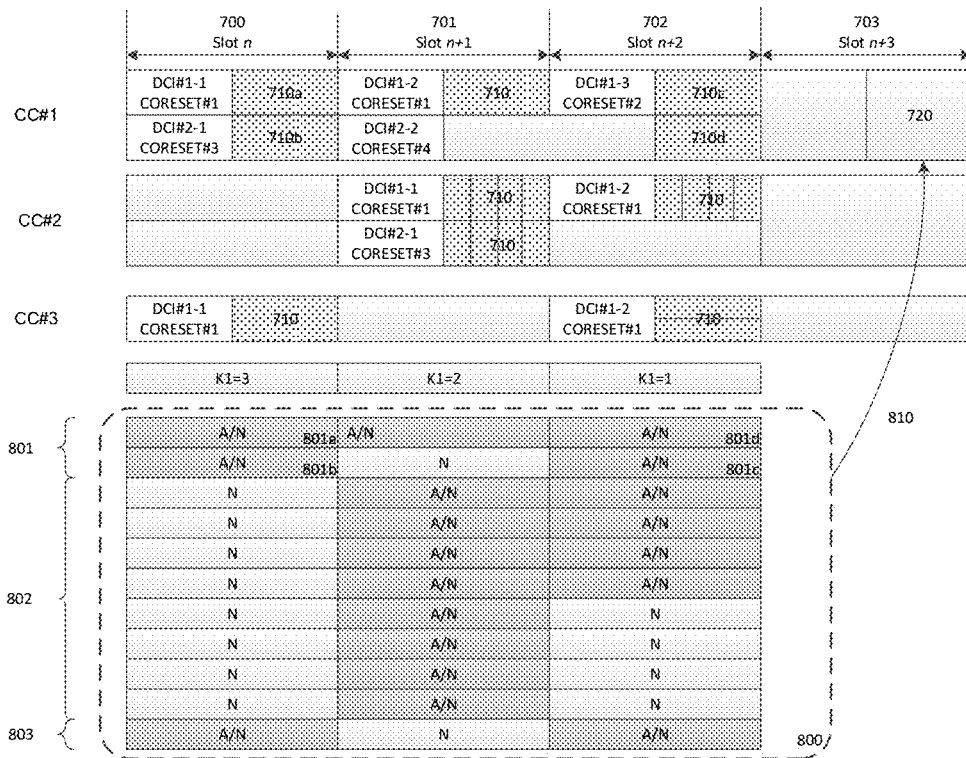 700 701 702 703
Slot n Slot n+1 Slot n+2 Slot n+3
CC#1
DCI#1-1 CORESET#1 710a DCI#1-2 CORESET#1 710 DCI#1-3 CORESET#2 710c 720
DCI#2-1 CORESET#3 710b DCI#2-2 CORESET#4 710d
CC#2
DCI#1-1 CORESET#1 710 DCI#1-2 CORESET#1 710
DCI#2-1 CORESET#3 710
CC#3
DCI#1-1 CORESET#1 710 DCI#1-2 CORESET#1 710
K1=3 K1=2 K1=1
810
801
A/N 801a A/N A/N 801d
A/N 801b N A/N 801c
802
N A/N A/N
N A/N A/N
N A/N A/N
N A/N A/N
N A/N N
N A/N N
N A/N N
N A/N N
803
A/N N A/N
800